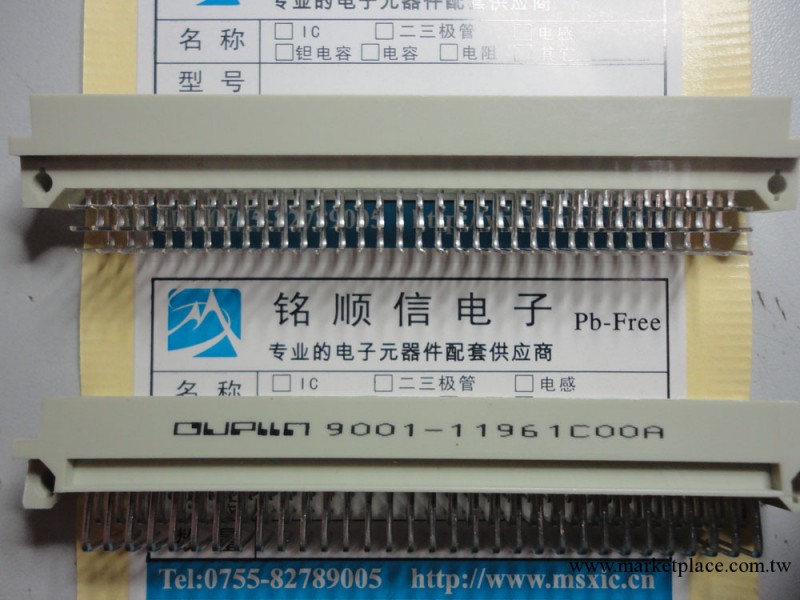 专业的电子元器件配套供应商
名称 □IC □二三极管 □电感
□钽电容 □电容 □电阻
型号
0755-82789005
铭顺信电子 Pb-Free
专业的电子元器件配套供应商
名称 □IC □二三极管 □电感
OUPIIN 9001-11961C00A
Tel:0755-82789005 http://www.msxic.cn
www.marketplace.com.tw